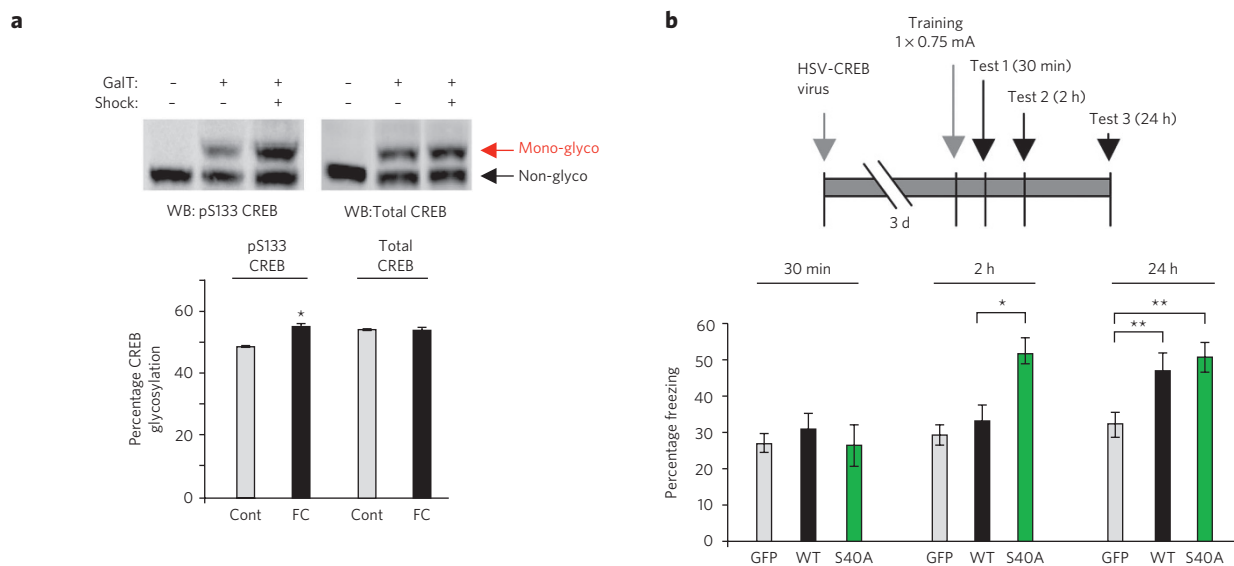 a
GalT: – + + – + +
Shock: – – + – – +
Mono-glyco
Non-glyco
WB: pS133 CREB
WB:Total CREB
pS133
CREB
Total
CREB
Percentage CREB
glycosylation
60
40
20
0
*
Cont FC Cont FC
b
Training
1 × 0.75 mA
HSV-CREB
virus
Test 1 (30 min)
Test 2 (2 h)
Test 3 (24 h)
3 d
30 min
2 h
24 h
Percentage freezing
60
50
40
30
20
10
0
*
**
**
GFP WT S40A GFP WT S40A GFP WT S40A